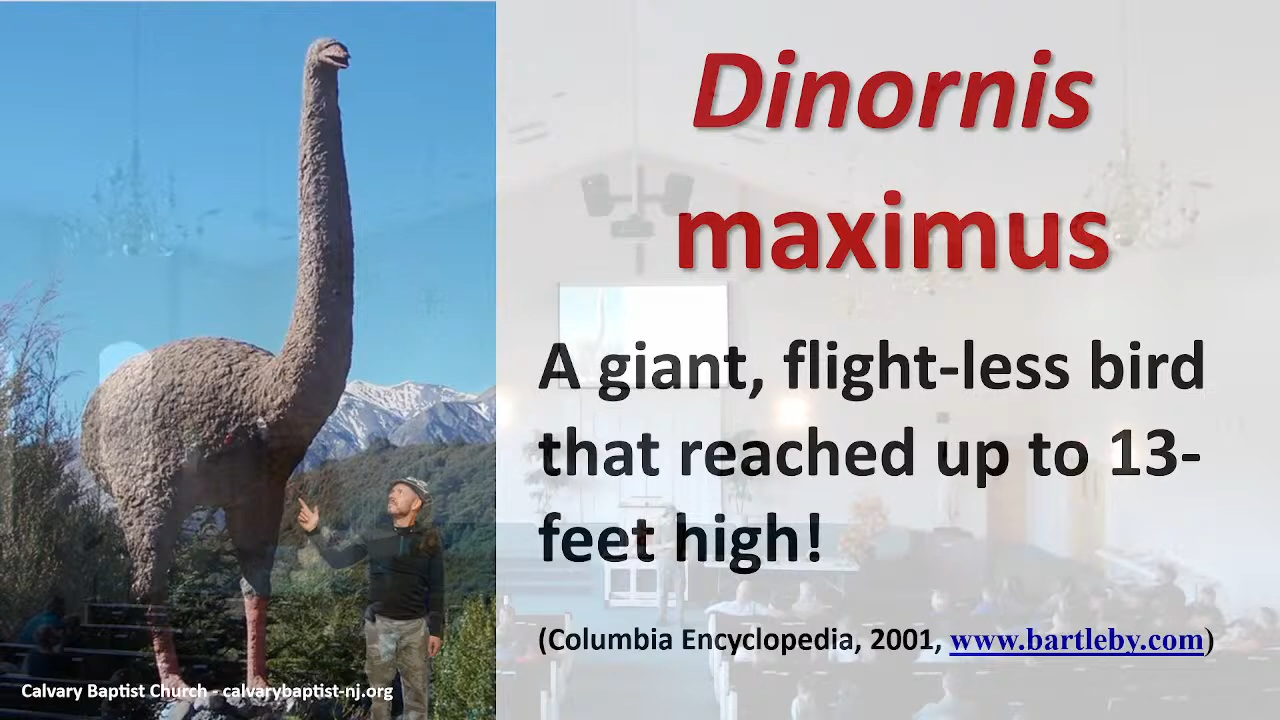 Dinornis
maximus
A giant, flight-less bird
that reached up to 13-
feet high!
(Columbia Encyclopedia, 2001, www.bartleby.com)
Calvary Baptist Church - calvarybaptist-nj.org